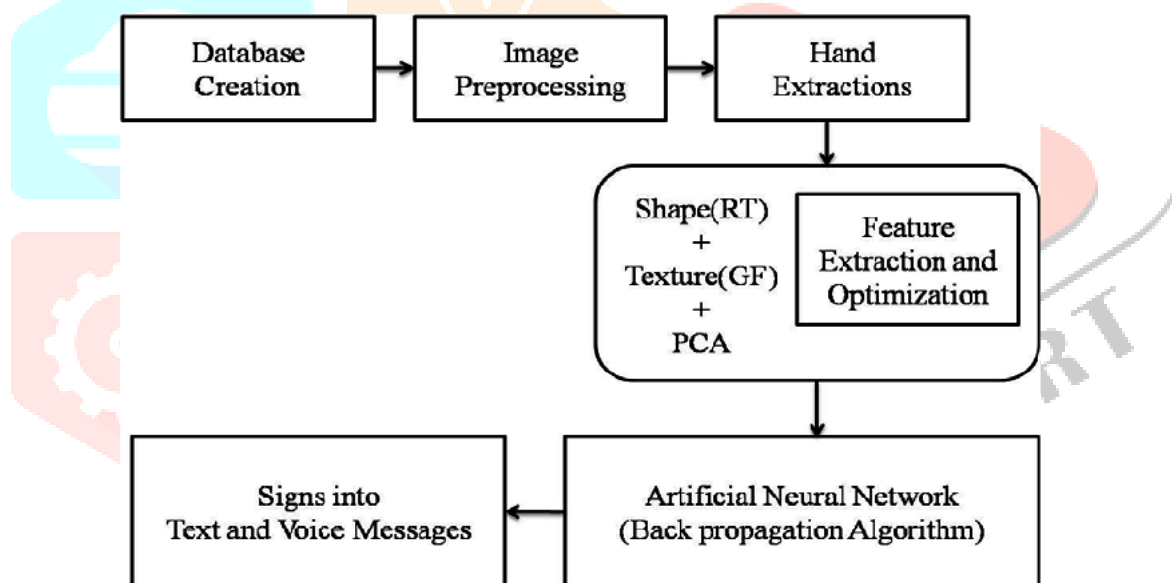 Database
Creation
Image
Preprocessing
Hand
Extractions
Shape(RT)
+
Texture(GF)
+
PCA
Feature
Extraction and
Optimization
Artificial Neural Network
(Back propagation Algorithm)
Signs into
Text and Voice Messages
RT